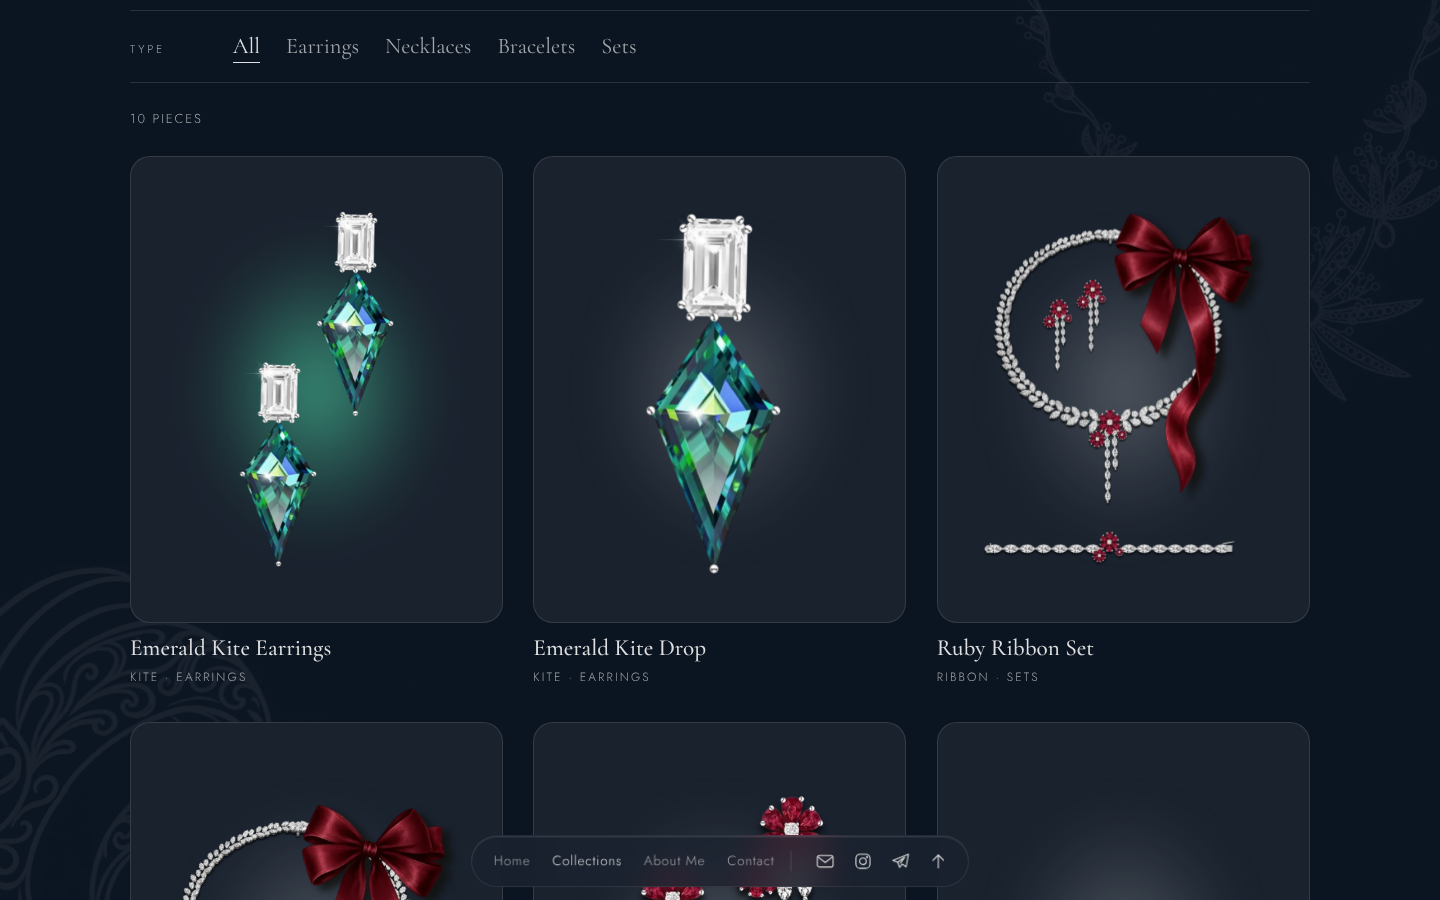 TYPE All Earrings Necklaces Bracelets Sets
10 PIECES
Emerald Kite Earrings
KITE · EARRINGS
Emerald Kite Drop
KITE · EARRINGS
Ruby Ribbon Set
RIBBON · SETS
Home Collections About Me Contact